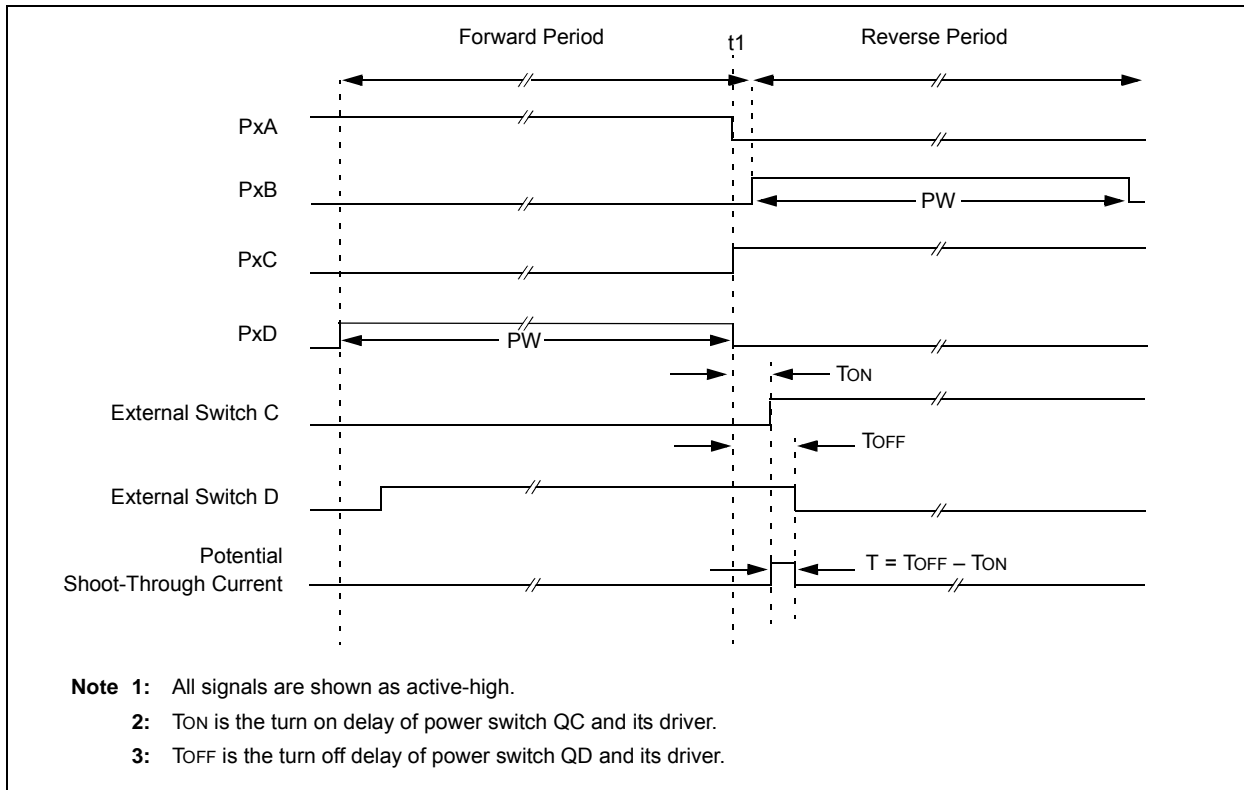 Forward Period
t1
Reverse Period
PxA
PxB
PW
PxC
PxD
PW
TON
External Switch C
TOFF
External Switch D
Potential
Shoot-Through Current
T = TOFF – TON
Note 1: All signals are shown as active-high.
2: TON is the turn on delay of power switch QC and its driver.
3: TOFF is the turn off delay of power switch QD and its driver.